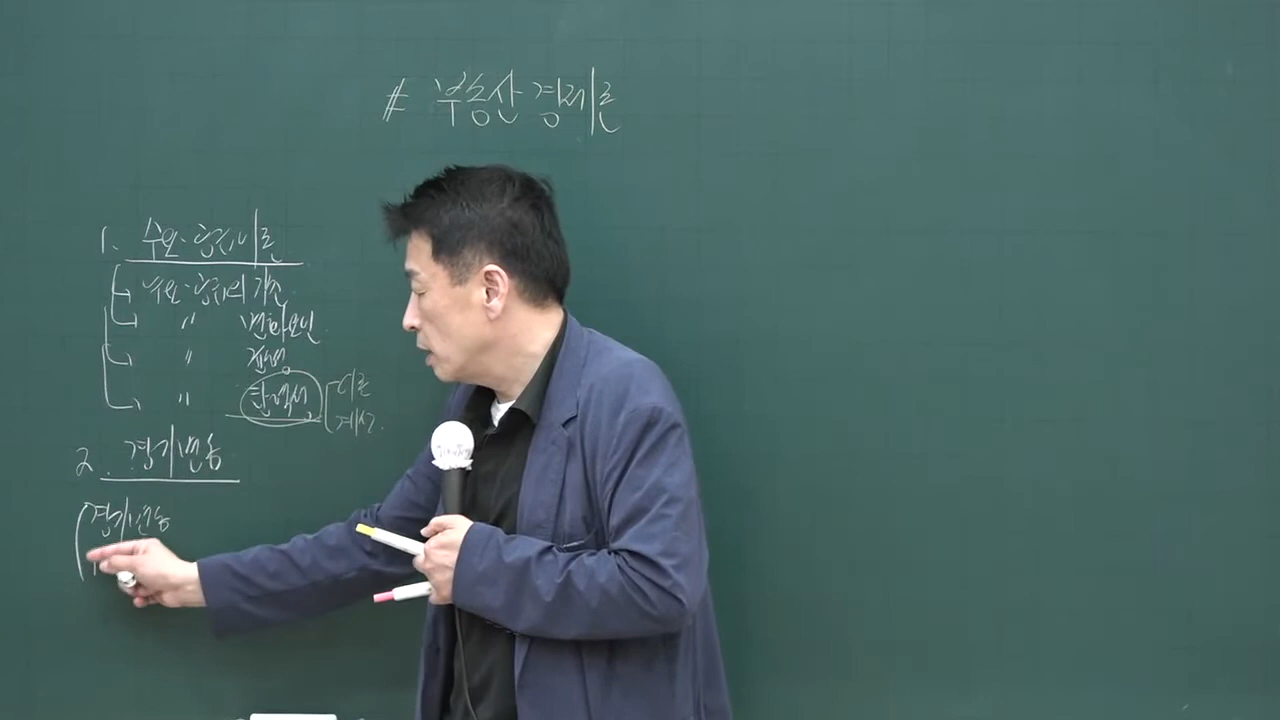 # 부동산 경제론
1. 수요·공급이론
수요·공급의 개념
〃 변화요인
〃 균형
〃 탄력성
이론
계산
2. 경기변동
경기변동